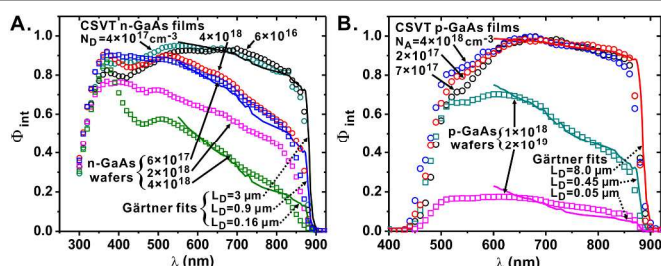 A.
CSVT n-GaAs films
N_D=4×10^17 cm^-3
4×10^18
6×10^16
n-GaAs wafers
6×10^17
2×10^18
4×10^18
Gärtner fits
L_D=3 μm
L_D=0.9 μm
L_D=0.16 μm
Φ int
1.0
0.8
0.6
0.4
0.2
0.0
300 400 500 600 700 800 900
λ (nm)
B.
CSVT p-GaAs films
N_A=4×10^18 cm^-3
2×10^17
p-GaAs wafers
1×10^18
2×10^19
Gärtner fits
L_D=8.0 μm
L_D=0.45 μm
L_D=0.05 μm
Φ int
1.0
0.8
0.6
0.4
0.2
0.0
400 500 600 700 800 900
λ (nm)